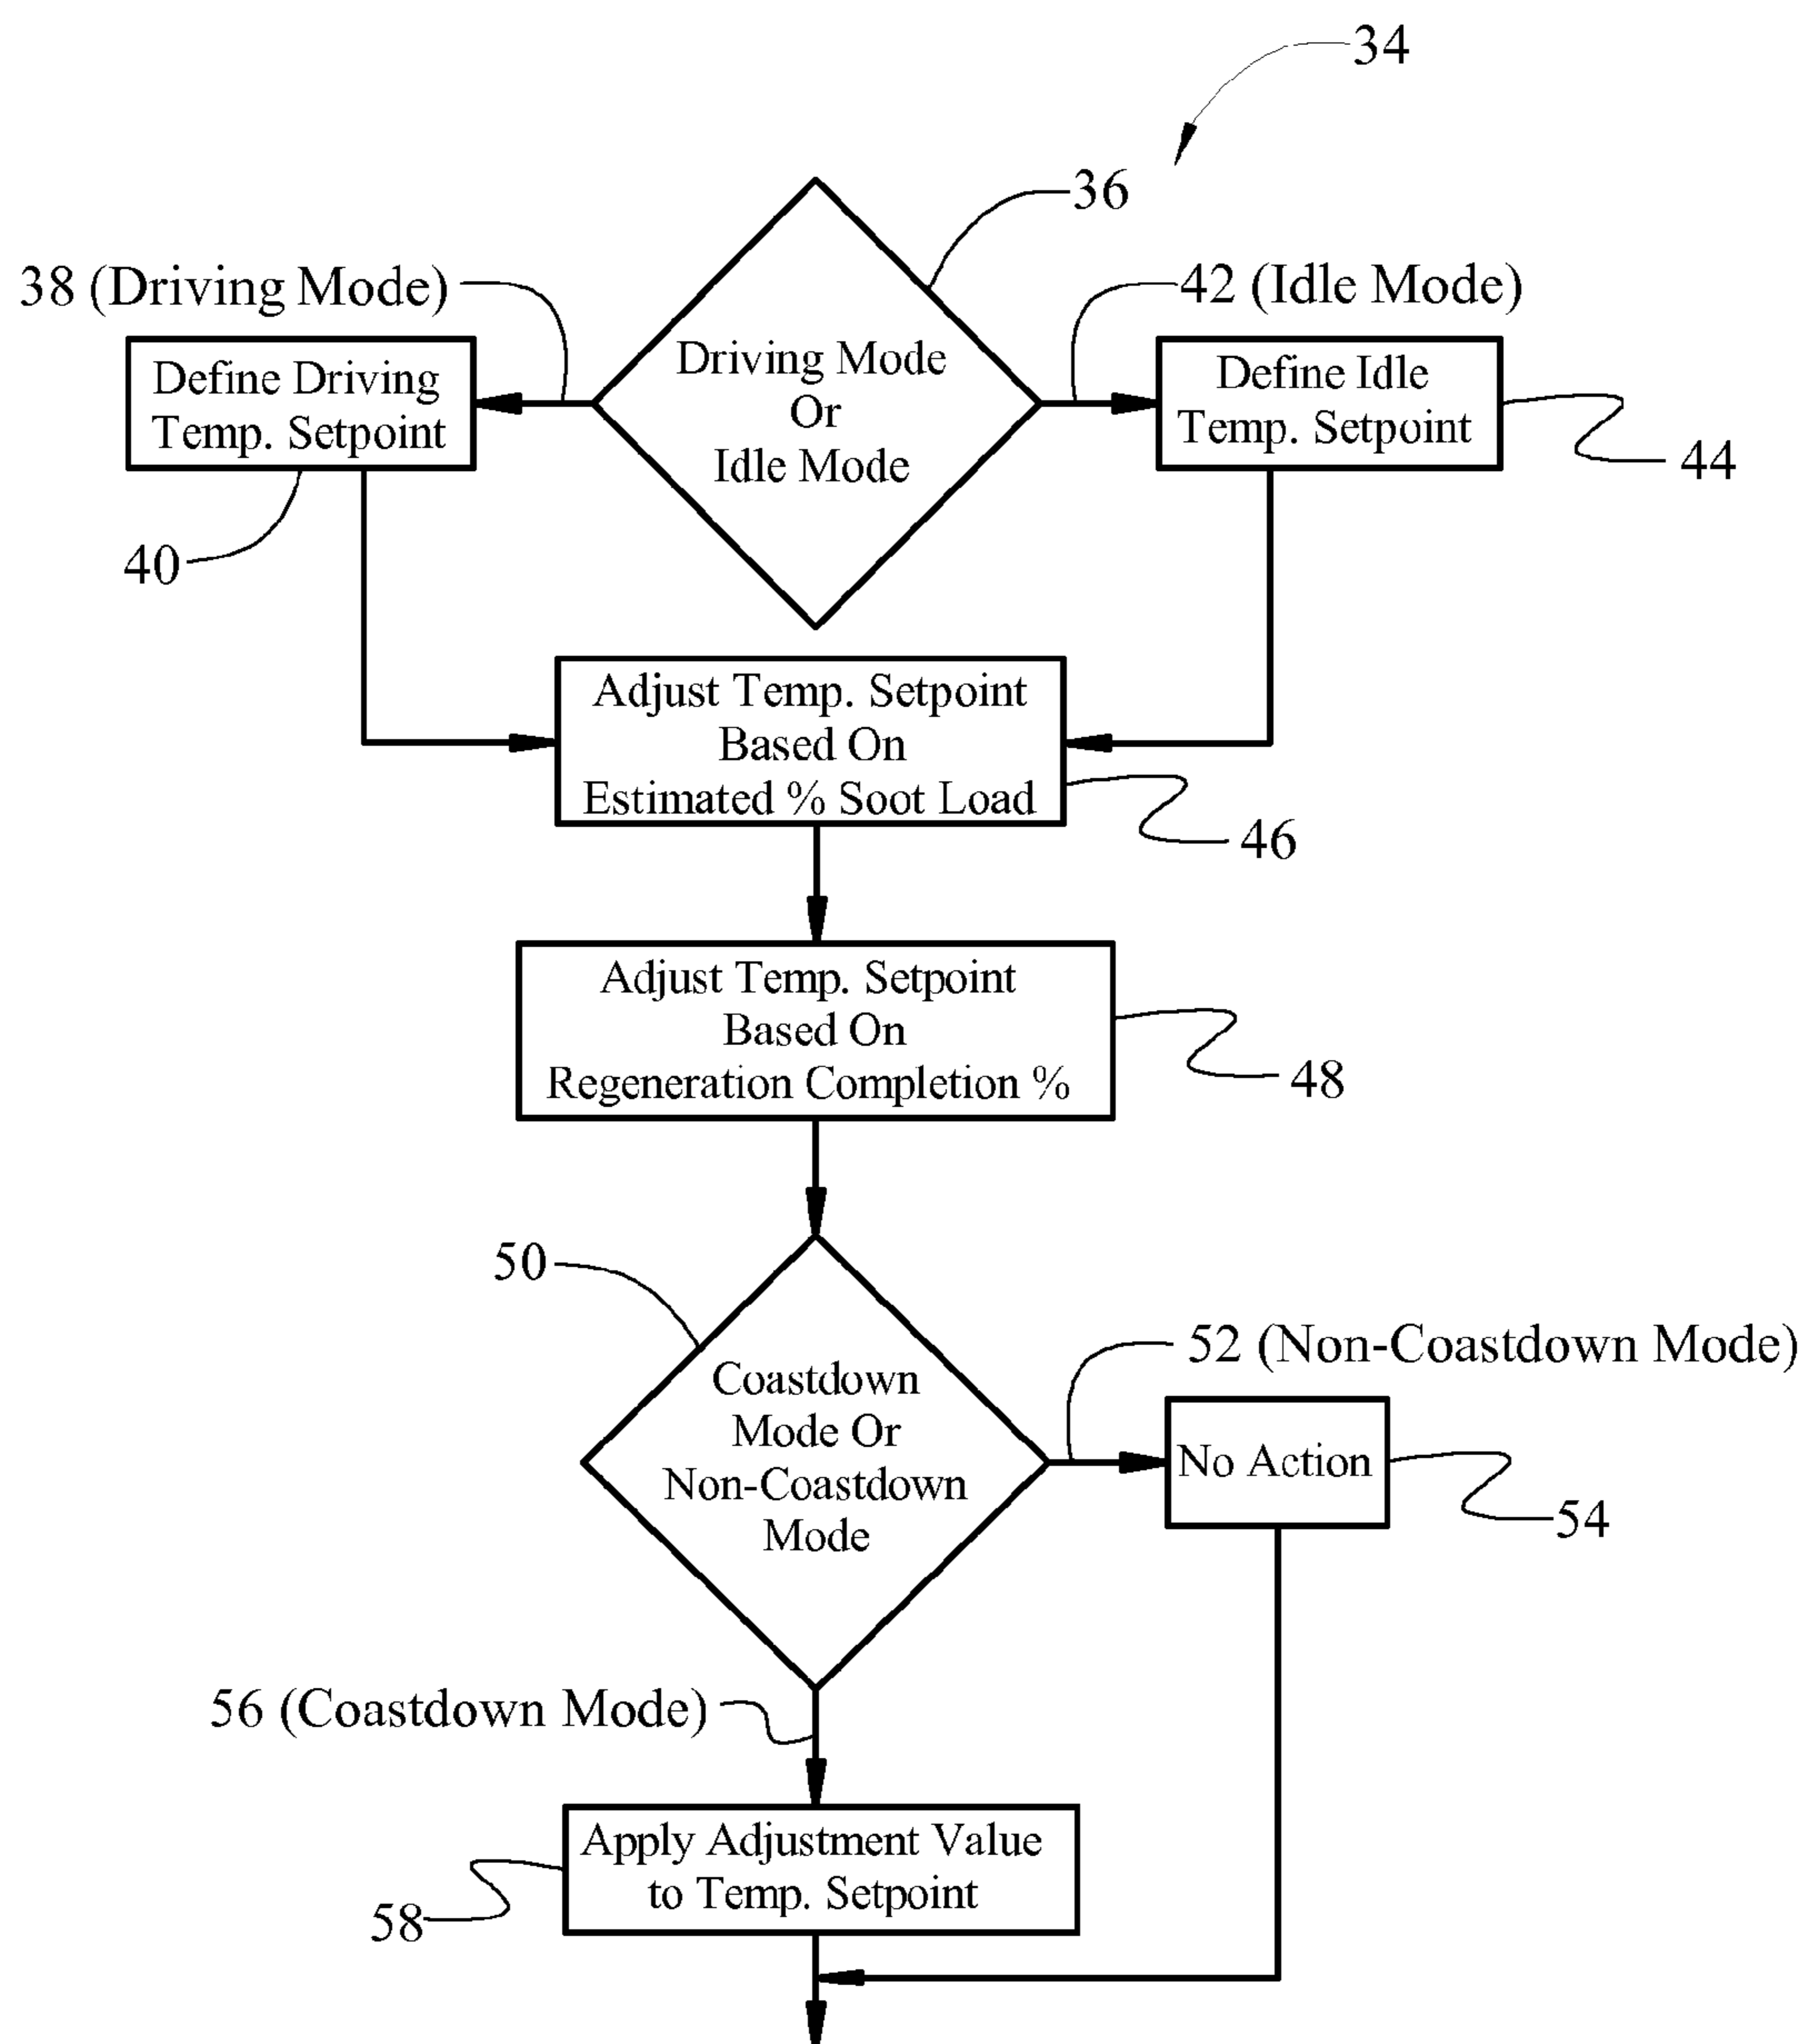 34
36
38 (Driving Mode)
42 (Idle Mode)
Define Driving
Temp. Setpoint
Driving Mode
Or
Idle Mode
Define Idle
Temp. Setpoint
44
40
Adjust Temp. Setpoint
Based On
Estimated % Soot Load
46
Adjust Temp. Setpoint
Based On
Regeneration Completion %
48
50
52 (Non-Coastdown Mode)
Coastdown
Mode Or
Non-Coastdown
Mode
No Action
54
56 (Coastdown Mode)
Apply Adjustment Value
to Temp. Setpoint
58